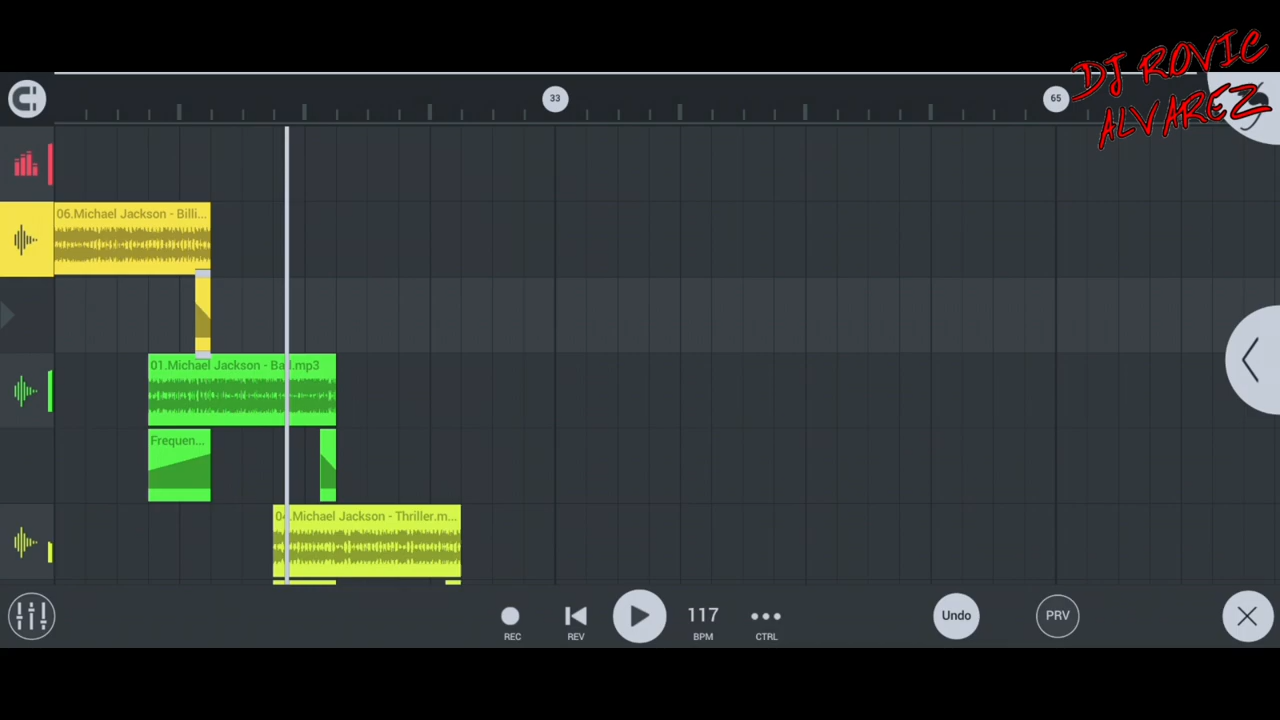 DJ ROVIC
ALVAREZ
33
65
06.Michael Jackson - Billi...
01.Michael Jackson - Bad.mp3
Frequen...
04.Michael Jackson - Thriller.m...
REC
REV
117
BPM
CTRL
Undo
PRV